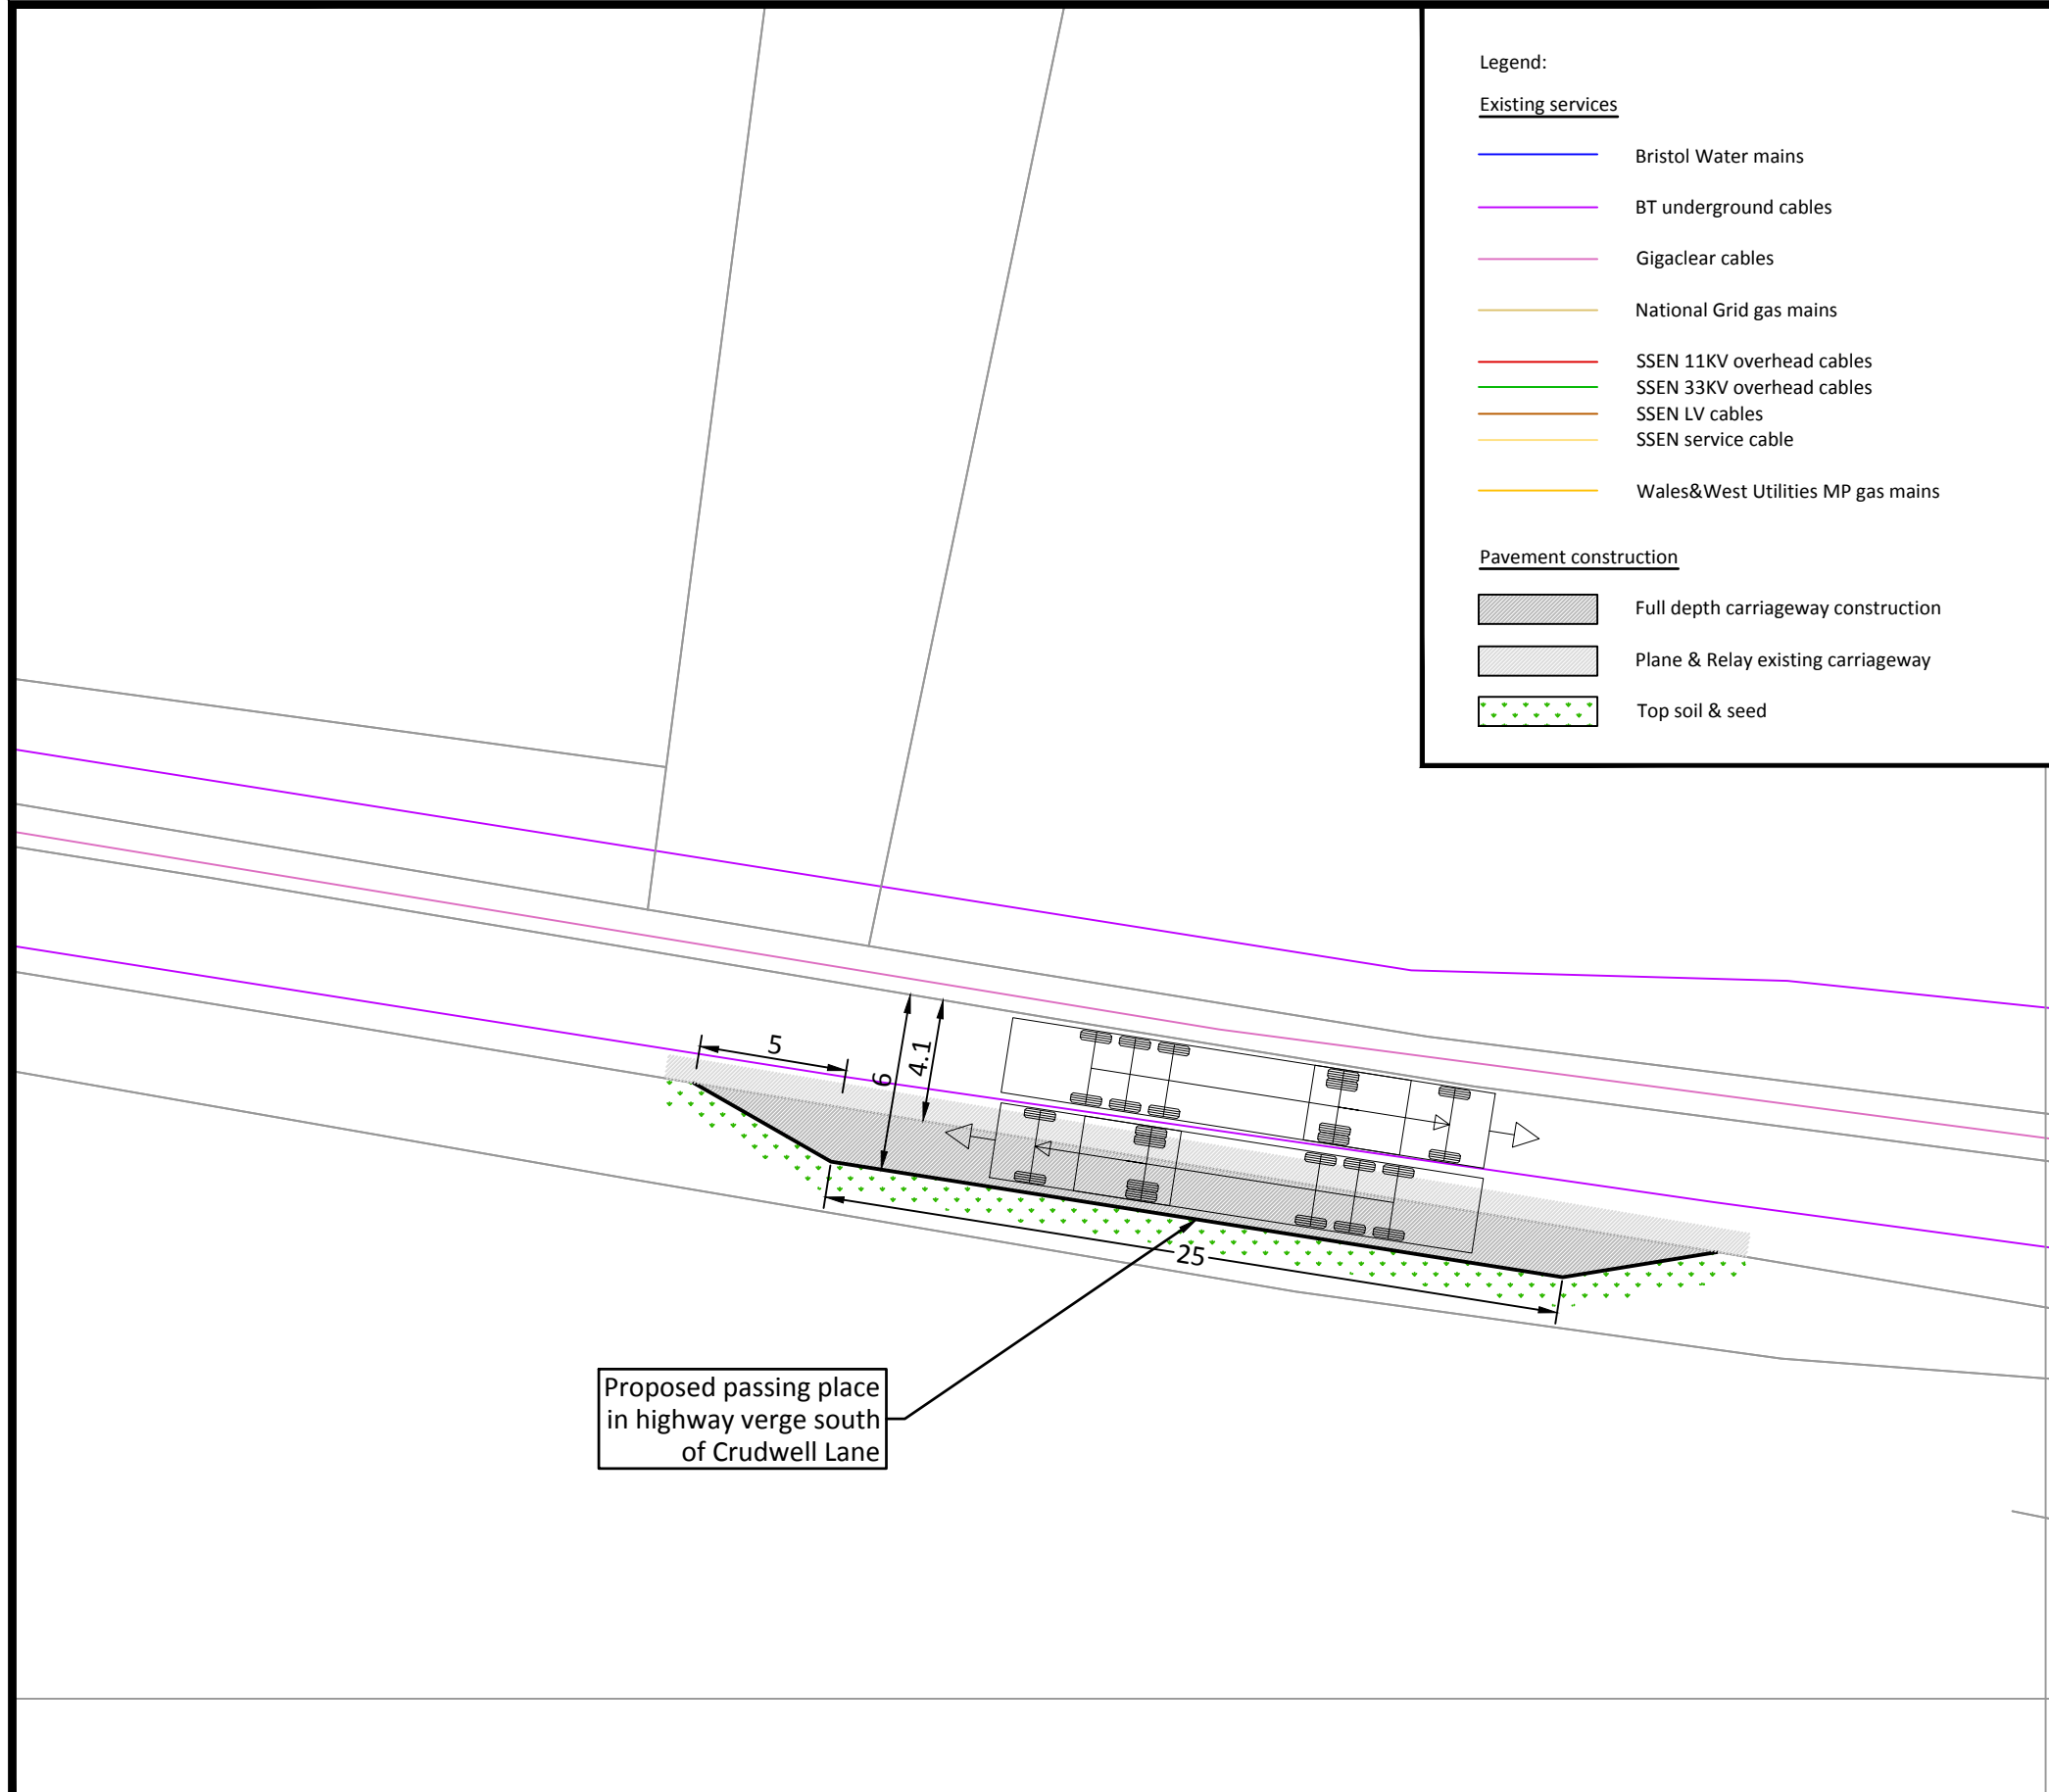 Legend:
Existing services
Bristol Water mains
BT underground cables
Gigaclear cables
National Grid gas mains
SSEN 11KV overhead cables
SSEN 33KV overhead cables
SSEN LV cables
SSEN service cable
Wales&West Utilities MP gas mains
Pavement construction
Full depth carriageway construction
Plane & Relay existing carriageway
Top soil & seed
5
6
4.1
25
Proposed passing place
in highway verge south
of Crudwell Lane